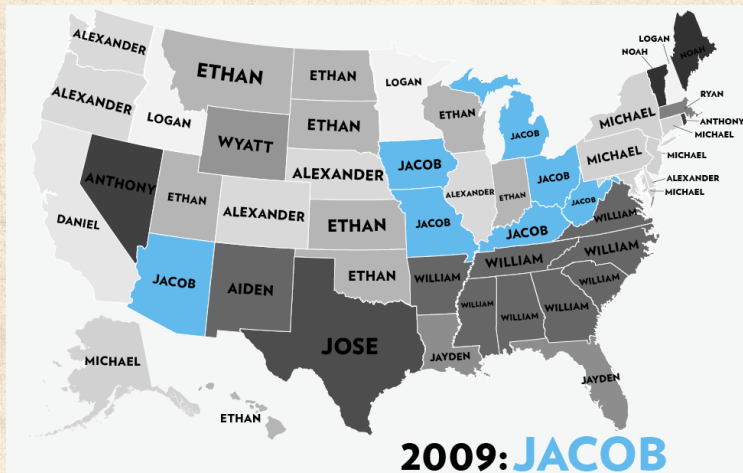 ALEXANDER
ETHAN
ETHAN
LOGAN
LOGAN
NOAH
NOAH
ALEXANDER
LOGAN
WYATT
ETHAN
ETHAN
JACOB
MICHAEL
RYAN
ANTHONY
MICHAEL
ANTHONY
ETHAN
ALEXANDER
ALEXANDER
JACOB
ALEXANDER
ETHAN
JACOB
MICHAEL
MICHAEL
ALEXANDER
MICHAEL
DANIEL
ETHAN
JACOB
JACOB
JACOB
WILLIAM
JACOB
AIDEN
ETHAN
WILLIAM
WILLIAM
WILLIAM
WILLIAM
JOSE
WILLIAM
WILLIAM
WILLIAM
MICHAEL
JAYDEN
JAYDEN
ETHAN
2009: JACOB